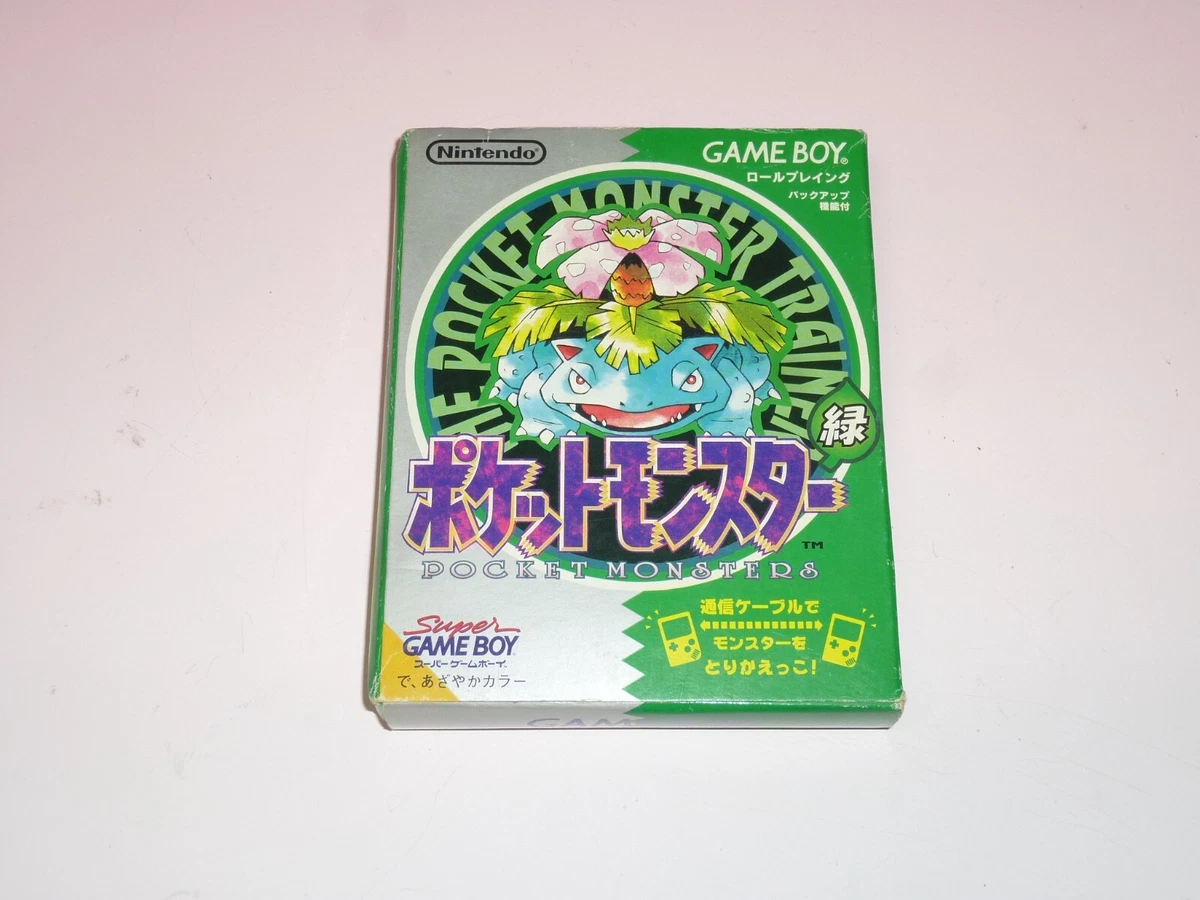 Nintendo
GAME BOY®
ロールプレイング
バックアップ
機能付
THE POCKET MONSTER TRAINER
緑
ポケットモンスター
TM
POCKET MONSTERS
通信ケーブルで
モンスターを
とりかえっこ!
Super
GAME BOY
スーパーゲームボーイ
で、あざやかカラー
GAME